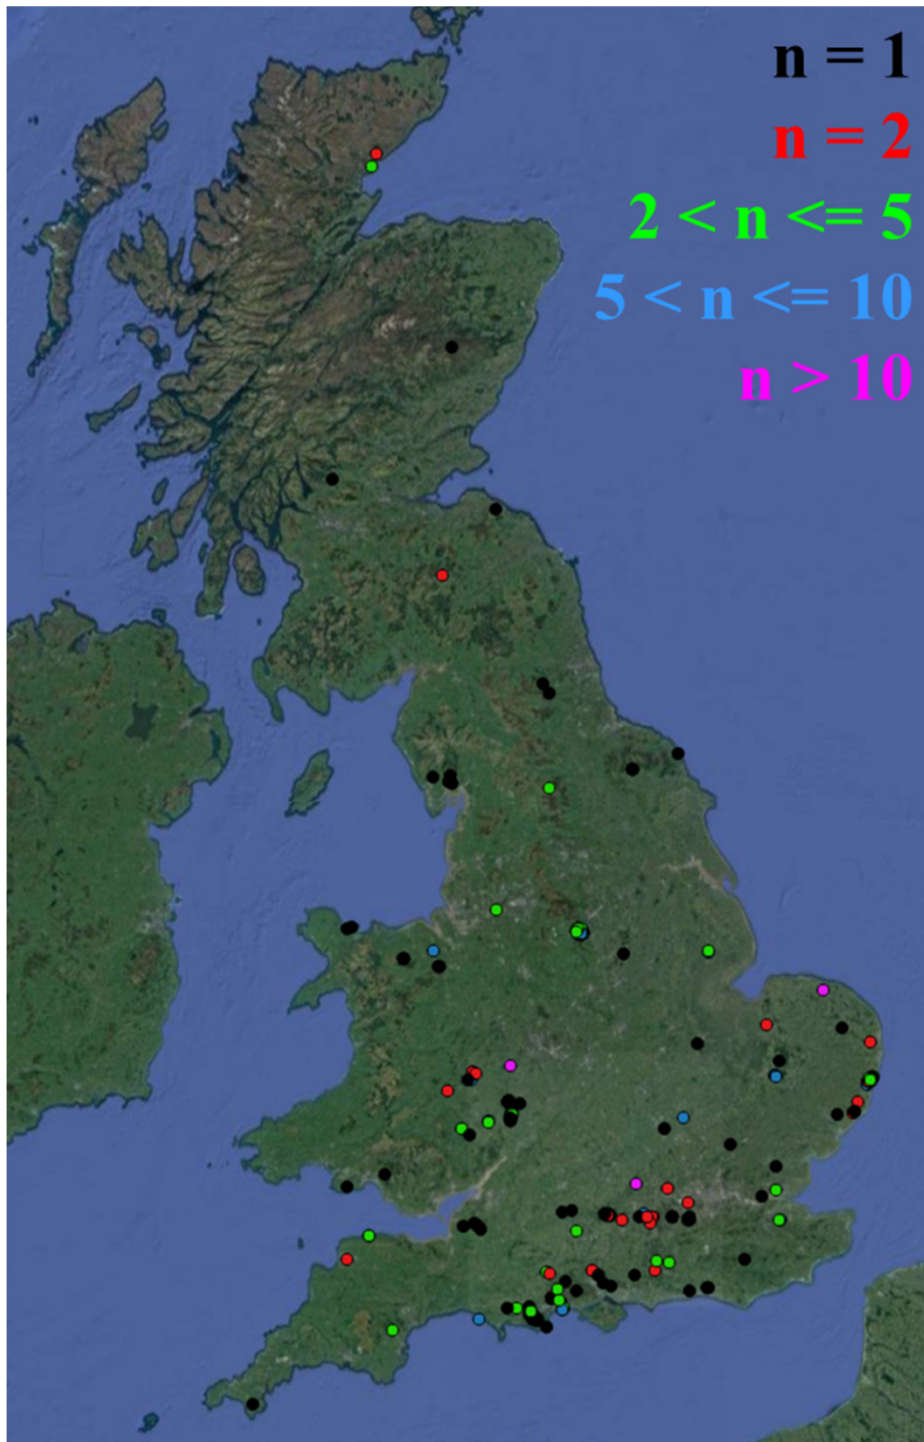 n = 1
n = 2
2 < n <= 5
5 < n <= 10
n > 10